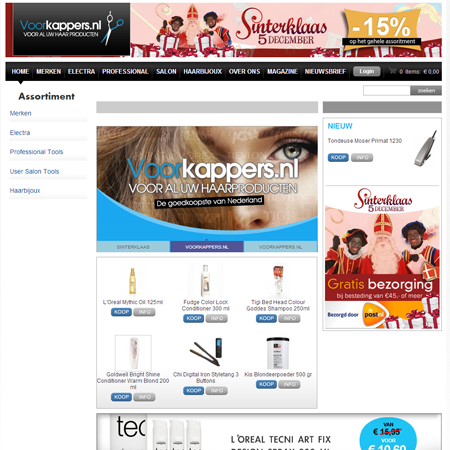 Voorkappers.nl
VOOR AL UW HAAR PRODUCTEN
Sinterklaas
5 DECEMBER
-15%
op het gehele assortiment
HOME MERKEN ELECTRA PROFESSIONAL SALON HAARBIJOUX OVER ONS MAGAZINE NIEUWSBRIEF Login 0 items: € 0,00
zoeken
Assortiment
Merken
Electra
Professional Tools
User Salon Tools
Haarbijoux
Voorkappers.nl
VOOR AL UW HAARPRODUCTEN
De goedkoopste van Nederland
SINTERKLAAS VOORKAPPERS.NL VOORKAPPERS.NL
NIEUW
Tondeuse Moser Primat 1230
KOOP INFO
Sinterklaas
5 DECEMBER
Gratis bezorging
bij besteding van €45,- of meer
Bezorgd door postnl
L'Oreal Mythic Oil 125ml
KOOP INFO
Fudge Color Lock
Conditioner 300 ml
KOOP INFO
Tigi Bed Head Colour
Goddes Shampoo 250ml
KOOP INFO
Goldwell Bright Shine
Conditioner Warm Blond 200
ml
KOOP INFO
Chi Digital Iron Styletang 3
Buttons
KOOP INFO
Kis Blondeerpoeder 500 gr
KOOP INFO
tec
L'OREAL TECNI ART FIX
VAN
€ 15,95
VOOR